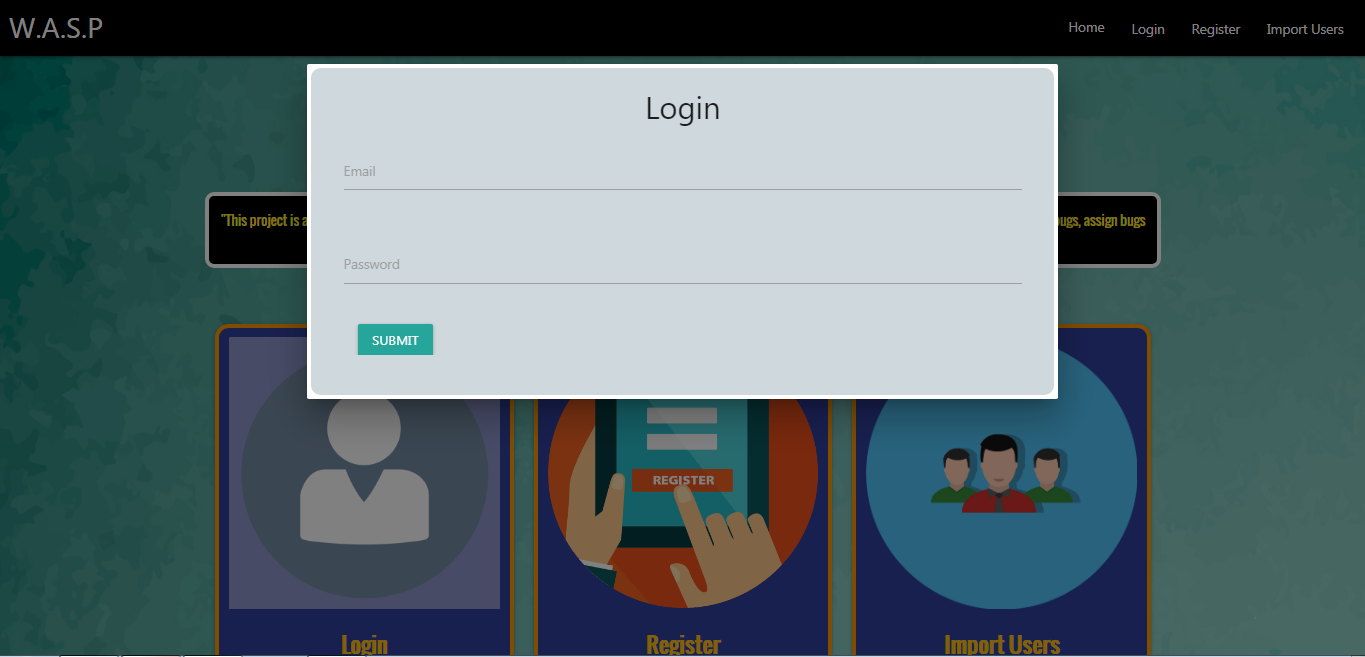 W.A.S.P
Home Login Register Import Users
Login
Email
"This project is a
ugs, assign bugs
Password
SUBMIT
REGISTER
Login Register Import Users